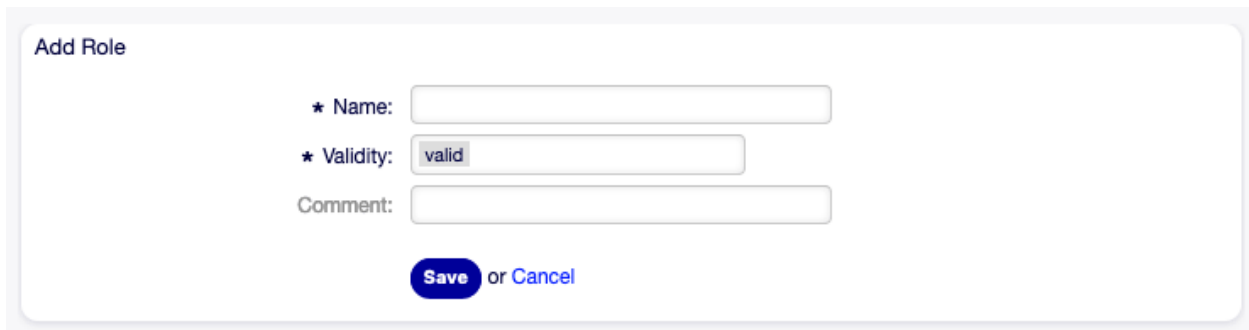 Add Role
★ Name:
★ Validity: valid
Comment:
Save or Cancel